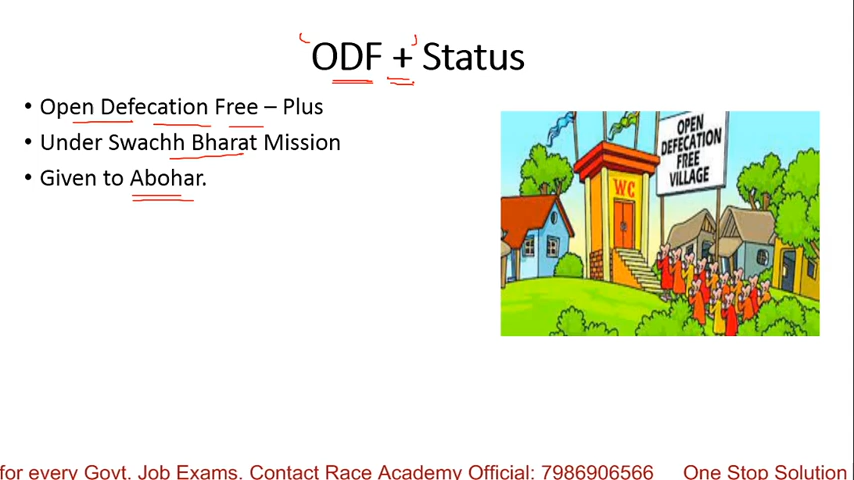 ODF + Status
• Open Defecation Free – Plus
• Under Swachh Bharat Mission
• Given to Abohar.
OPEN
DEFECATION
FREE
VILLAGE
WC
for every Govt. Job Exams. Contact Race Academy Official: 7986906566 One Stop Solution